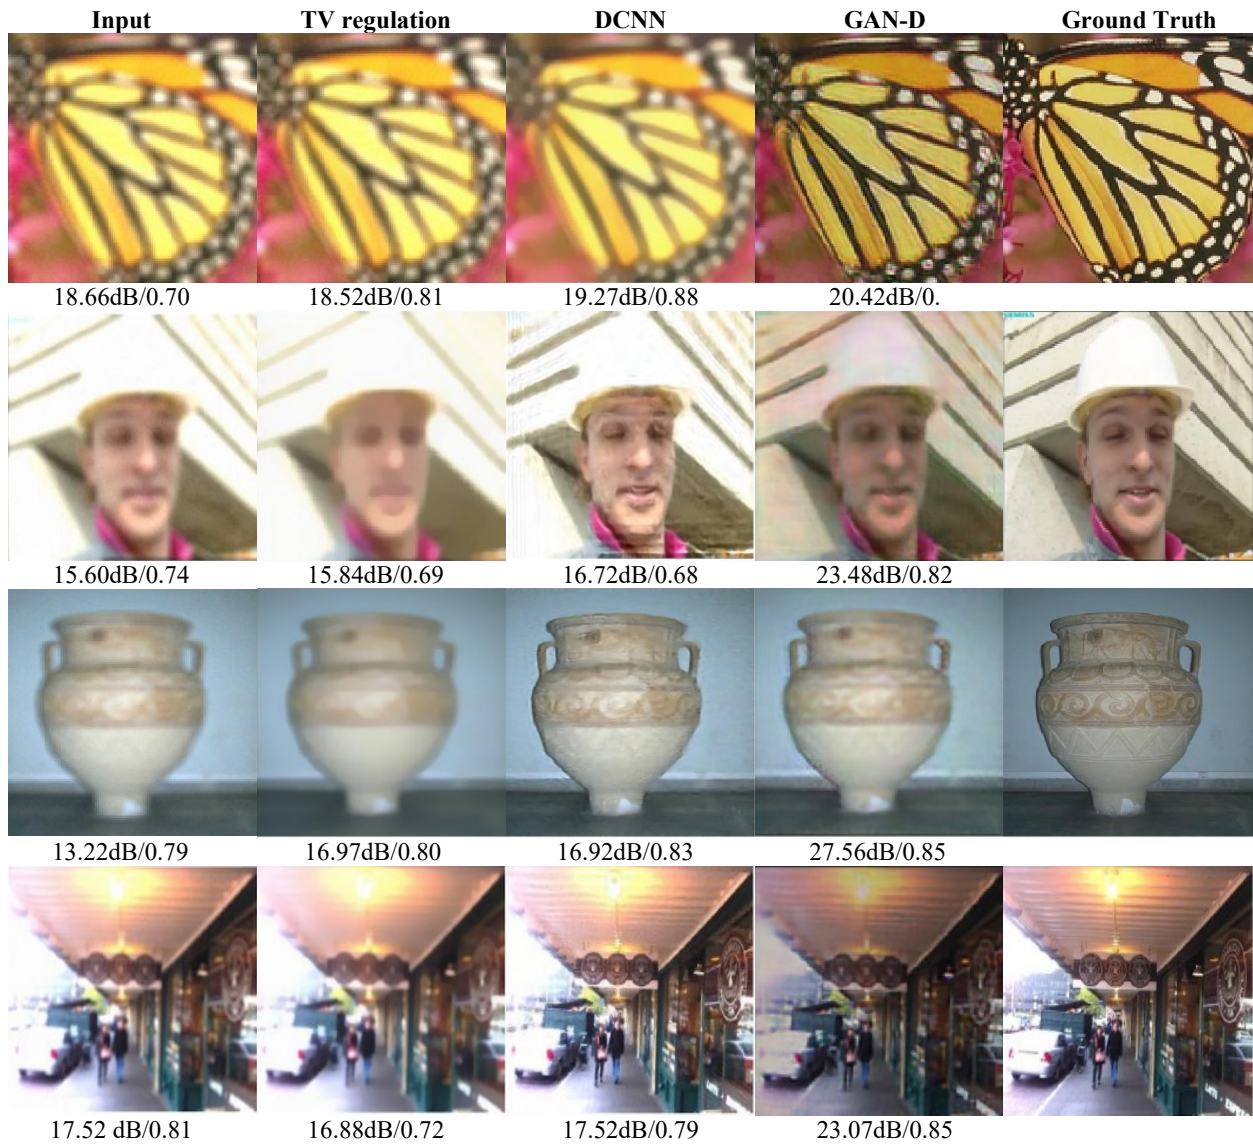 Input TV regulation DCNN GAN-D Ground Truth
18.66dB/0.70 18.52dB/0.81 19.27dB/0.88 20.42dB/0.
SIEMENS
15.60dB/0.74 15.84dB/0.69 16.72dB/0.68 23.48dB/0.82
13.22dB/0.79 16.97dB/0.80 16.92dB/0.83 27.56dB/0.85
17.52 dB/0.81 16.88dB/0.72 17.52dB/0.79 23.07dB/0.85